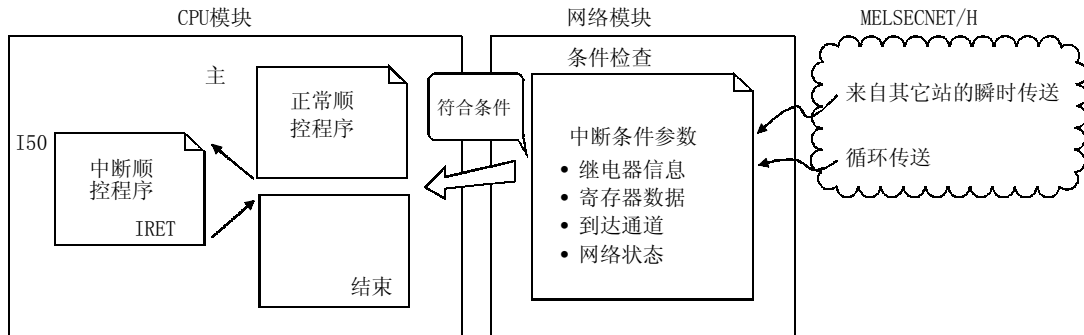 CPU模块
网络模块
MELSECNET/H
条件检查
主
正常顺
控程序
符合条件
来自其它站的瞬时传送
I50
中断顺
控程序
IRET
中断条件参数
• 继电器信息
• 寄存器数据
• 到达通道
• 网络状态
循环传送
结束